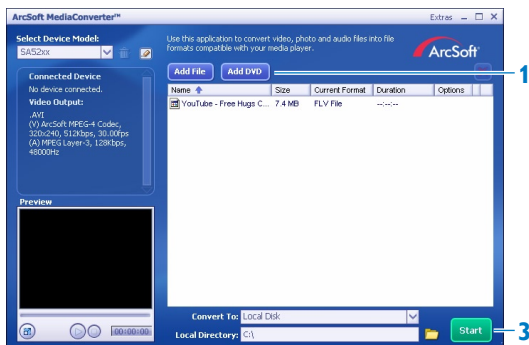 ArcSoft MediaConverter™
Extras
Select Device Model:
SA52xx
Use this application to convert video, photo and audio files into file
formats compatible with your media player.
ArcSoft
Add File
Add DVD
1
Connected Device
No device connected.
Video Output:
.AVI
(V) ArcSoft MPEG-4 Codec,
320x240, 512Kbps, 30.00fps
(A) MPEG Layer-3, 128Kbps,
48000Hz
Name Size Current Format Duration Options
YouTube - Free Hugs C... 7.4 MB FLV File --:--:--
Preview
00:00:00
Convert To: Local Disk
Local Directory: C:\
Start
3